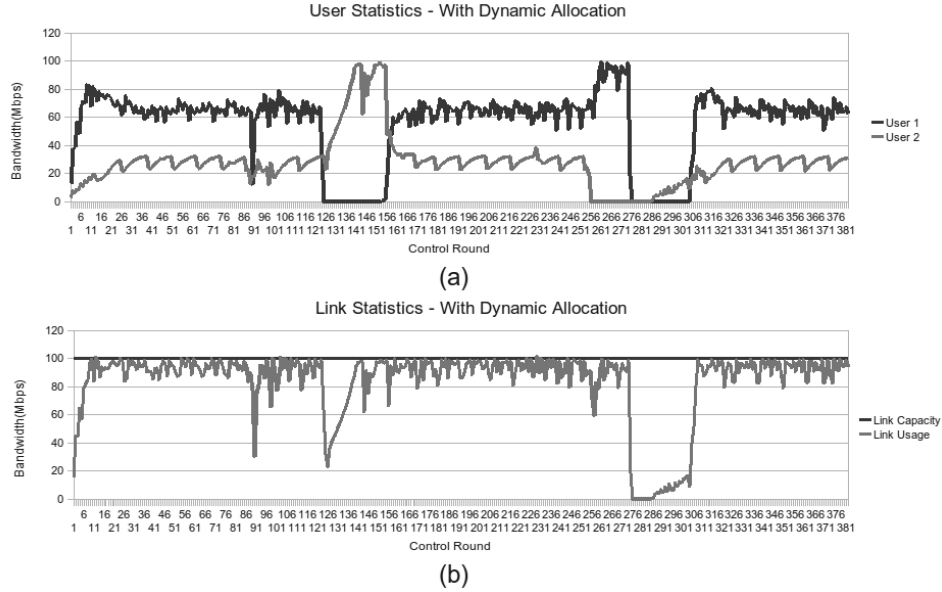 User Statistics - With Dynamic Allocation
120
100
80
60
40
20
0
Bandwidth(Mbps)
6 16 26 36 46 56 66 76 86 96 106 116 126 136 146 156 166 176 186 196 206 216 226 236 246 256 266 276 286 296 306 316 326 336 346 356 366 376
1 11 21 31 41 51 61 71 81 91 101 111 121 131 141 151 161 171 181 191 201 211 221 231 241 251 261 271 281 291 301 311 321 331 341 351 361 371 381
Control Round
User 1
User 2
(a)
Link Statistics - With Dynamic Allocation
120
100
80
60
40
20
0
Bandwidth(Mbps)
6 16 26 36 46 56 66 76 86 96 106 116 126 136 146 156 166 176 186 196 206 216 226 236 246 256 266 276 286 296 306 316 326 336 346 356 366 376
1 11 21 31 41 51 61 71 81 91 101 111 121 131 141 151 161 171 181 191 201 211 221 231 241 251 261 271 281 291 301 311 321 331 341 351 361 371 381
Control Round
Link Capacity
Link Usage
(b)